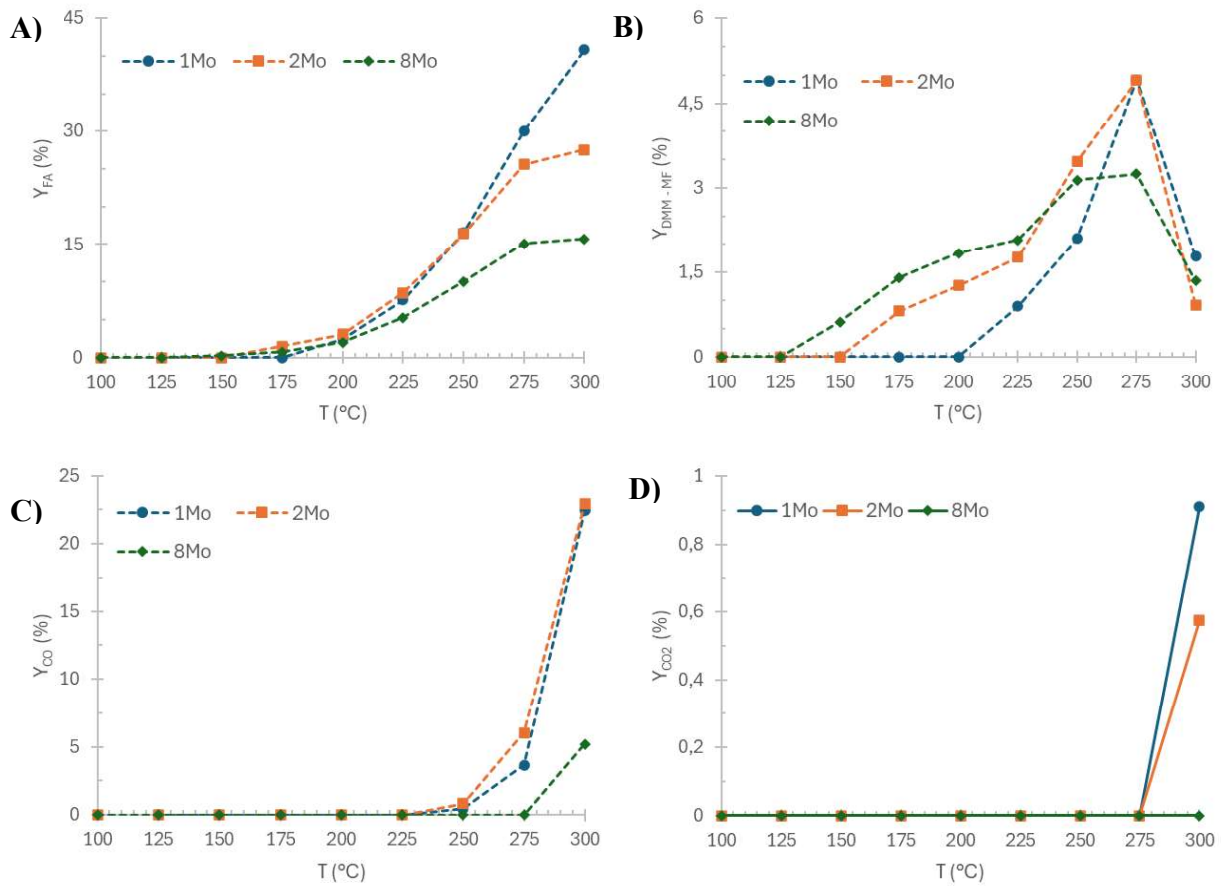 A)
45
30
15
0
Y_FA (%)
1Mo 2Mo 8Mo
100 125 150 175 200 225 250 275 300
T (°C)
B)
6
4,5
3
1,5
0
Y_DMM - MF (%)
1Mo 2Mo
8Mo
100 125 150 175 200 225 250 275 300
T (°C)
C)
25
20
15
10
5
0
Y_CO (%)
1Mo 2Mo
8Mo
100 125 150 175 200 225 250 275 300
T (°C)
D)
1
0,8
0,6
0,4
0,2
0
Y_CO2 (%)
1Mo 2Mo 8Mo
100 125 150 175 200 225 250 275 300
T (°C)